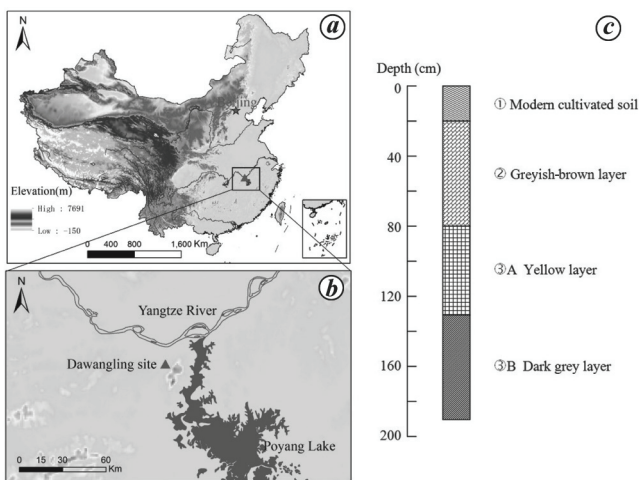 N
a
Beijing
Elevation(m)
High : 7691
Low : -150
0 400 800 1,600 Km
N
b
Yangtze River
Dawangling site
Poyang Lake
0 15 30 60
Km
c
Depth (cm)
0
① Modern cultivated soil
40
② Greyish-brown layer
80
③A Yellow layer
120
160
③B Dark grey layer
200